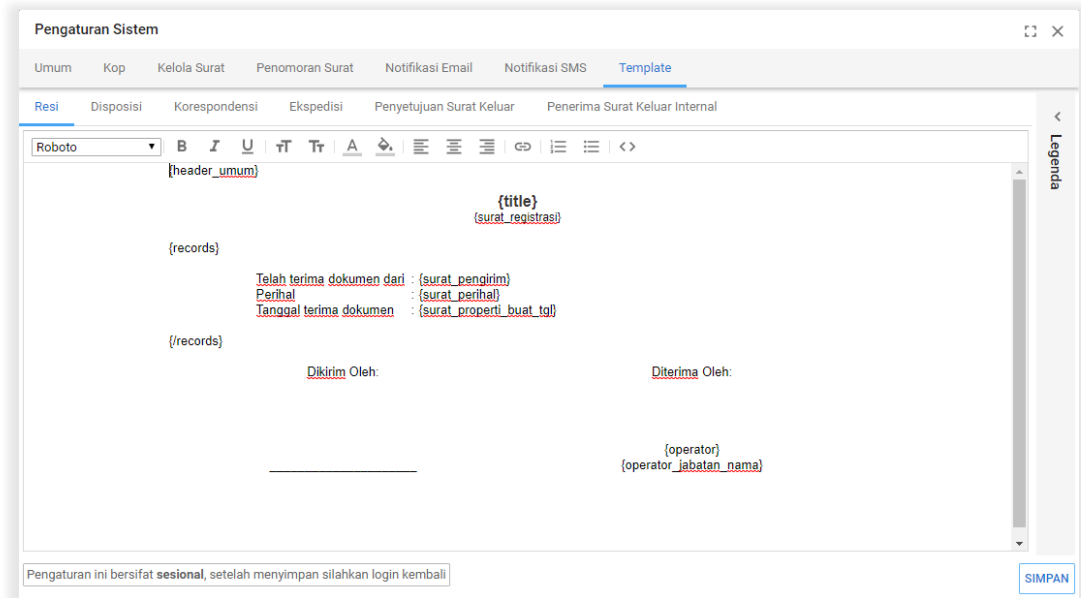 Pengaturan Sistem
Umum Kop Kelola Surat Penomoran Surat Notifikasi Email Notifikasi SMS Template
Resi Disposisi Korespondensi Ekspedisi Penyetujuan Surat Keluar Penerima Surat Keluar Internal
Legenda
Roboto B I U TT Tт A
{header_umum}
{title}
{surat_registrasi}
{records}
Telah terima dokumen dari : {surat_pengirim}
Perihal : {surat_perihal}
Tanggal terima dokumen : {surat_properti_buat_tgl}
{/records}
Dikirim Oleh: Diterima Oleh:
{operator}
{operator_jabatan_nama}
Pengaturan ini bersifat sesional, setelah menyimpan silahkan login kembali
SIMPAN